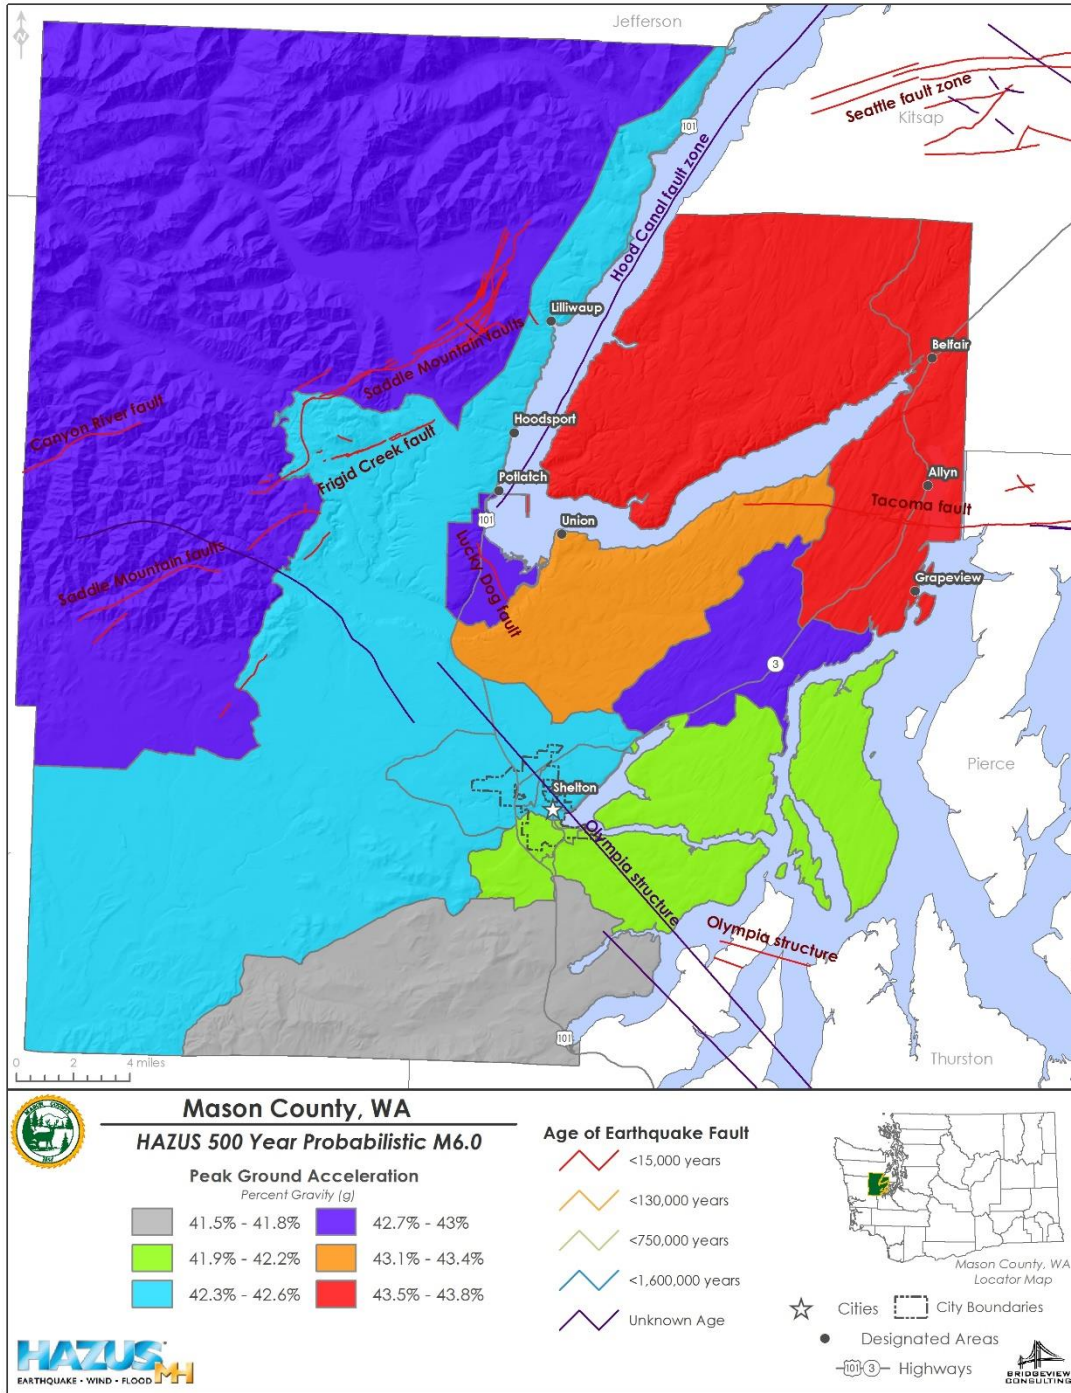 N
Jefferson
101
Seattle fault zone
Kitsap
Hood Canal fault zone
Lilliwaup
Belfair
Saddle Mountain faults
Canyon River fault
Hoodsport
Frigid Creek fault
Potlatch
Allyn
Tacoma fault
101
Union
Lucky Dog fault
Saddle Mountain faults
Grapeview
3
Pierce
Shelton
Olympia structure
Olympia structure
101
Thurston
0 2 4 miles
MASON COUNTY, WA
1854
Mason County, WA
HAZUS 500 Year Probabilistic M6.0
Peak Ground Acceleration
Percent Gravity (g)
41.5% - 41.8%
41.9% - 42.2%
42.3% - 42.6%
42.7% - 43%
43.1% - 43.4%
43.5% - 43.8%
Age of Earthquake Fault
<15,000 years
<130,000 years
<750,000 years
<1,600,000 years
Unknown Age
Mason County, WA
Locator Map
Cities
City Boundaries
Designated Areas
101 3 Highways
HAZUS MH
EARTHQUAKE • WIND • FLOOD
BRIDGEVIEW
CONSULTING